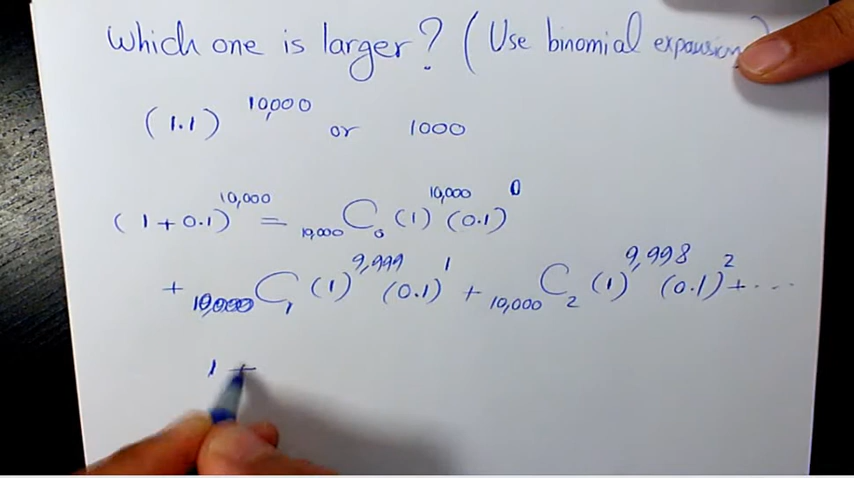 Which one is larger? (Use binomial expansion)
(1.1)^10,000 or 1000
(1+0.1)^10,000 = 10,000C0 (1)^10,000 (0.1)^0
+ 10,000C1 (1)^9,999 (0.1)^1 + 10,000C2 (1)^9,998 (0.1)^2 + ...
1 +